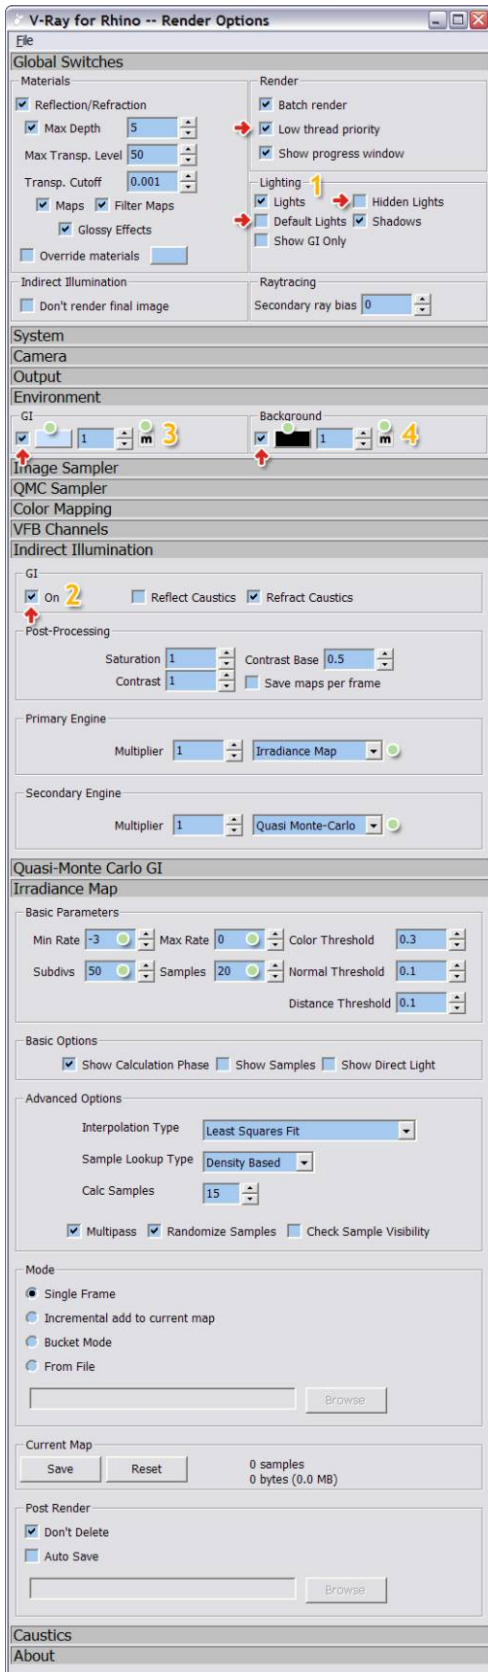 V-Ray for Rhino -- Render Options
File
Global Switches
Materials
Reflection/Refraction
Max Depth 5
Max Transp. Level 50
Transp. Cutoff 0.001
Maps Filter Maps
Glossy Effects
Override materials
Render
Batch render
Low thread priority
Show progress window
Lighting 1
Lights Hidden Lights
Default Lights Shadows
Show GI Only
Indirect Illumination
Don't render final image
Raytracing
Secondary ray bias 0
System
Camera
Output
Environment
GI
1 m 3
Background
1 m 4
Image Sampler
QMC Sampler
Color Mapping
VFB Channels
Indirect Illumination
GI
On 2 Reflect Caustics Refract Caustics
Post-Processing
Saturation 1 Contrast Base 0.5
Contrast 1 Save maps per frame
Primary Engine
Multiplier 1 Irradiance Map
Secondary Engine
Multiplier 1 Quasi Monte-Carlo
Quasi-Monte Carlo GI
Irradiance Map
Basic Parameters
Min Rate -3 Max Rate 0 Color Threshold 0.3
Subdivs 50 Samples 20 Normal Threshold 0.1
Distance Threshold 0.1
Basic Options
Show Calculation Phase Show Samples Show Direct Light
Advanced Options
Interpolation Type Least Squares Fit
Sample Lookup Type Density Based
Calc Samples 15
Multipass Randomize Samples Check Sample Visibility
Mode
Single Frame
Incremental add to current map
Bucket Mode
From File
Browse
Current Map
Save Reset 0 samples
0 bytes (0.0 MB)
Post Render
Don't Delete
Auto Save
Browse
Caustics
About